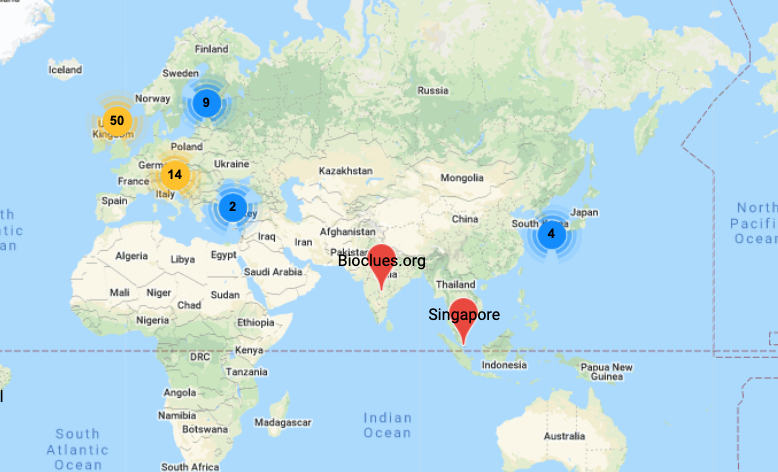 Iceland
Finland
Sweden
Norway
9
Russia
50
Kingdom
Poland
Germ
14
Ukraine
France
Italy
Spain
2
Kazakhstan
Mongolia
China
South
4
Japan
North
Pacific
Ocean
Iraq
Iran
Afghanistan
Pakistan
Bioclues.org
Algeria
Libya
Egypt
Saudi Arabia
Mali
Niger
Chad
Sudan
Thailand
Nigeria
Ethiopia
Singapore
DRC
Kenya
Tanzania
Indonesia
Papua New
Guinea
Angola
Namibia
Botswana
Madagascar
Indian
Ocean
Australia
South
Atlantic
Ocean
South Africa